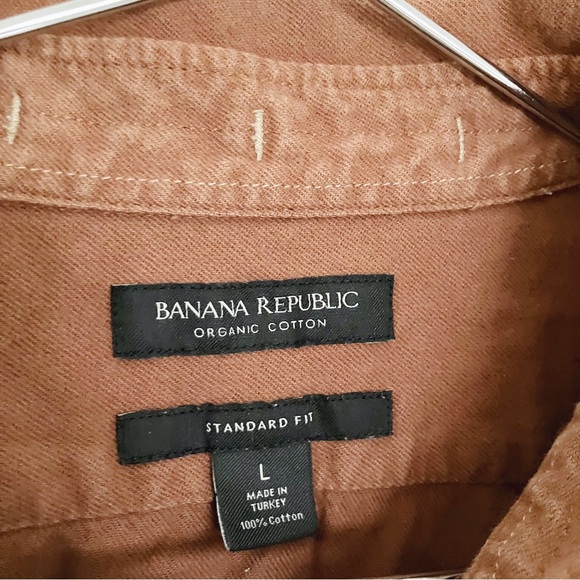 BANANA REPUBLIC
ORGANIC COTTON
STANDARD FIT
L
MADE IN
TURKEY
100% Cotton